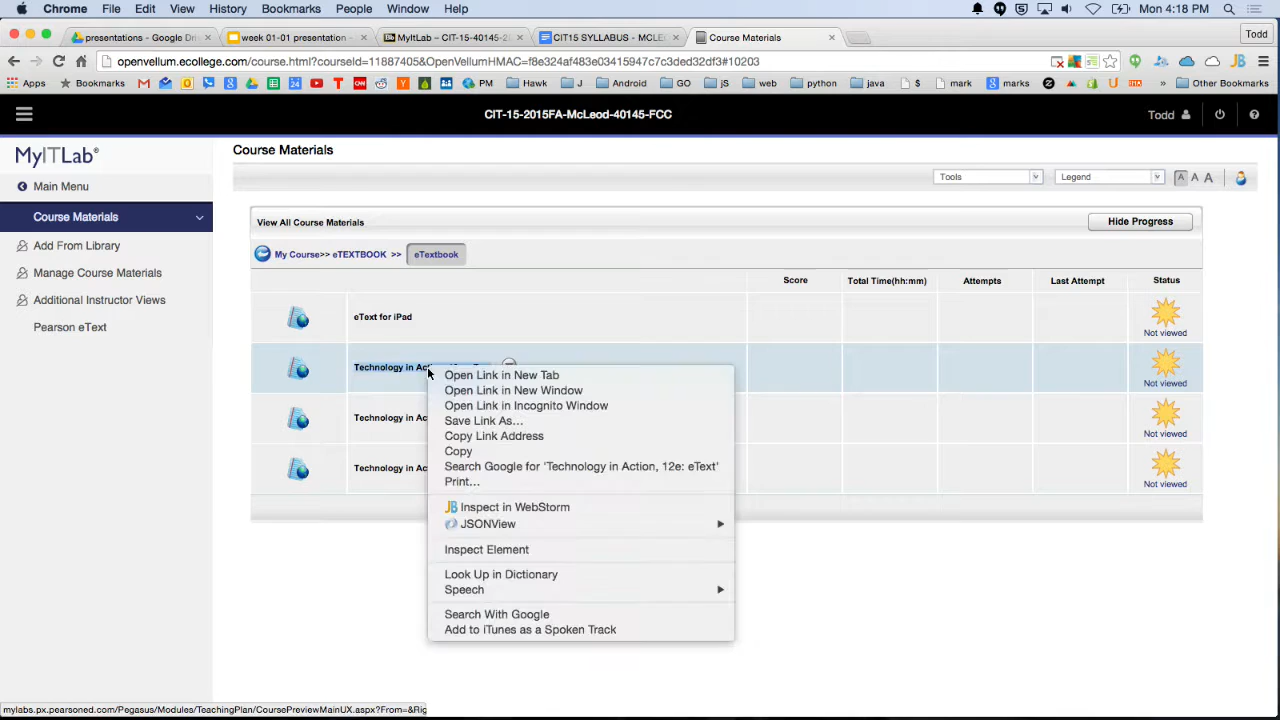 Chrome File Edit View History Bookmarks People Window Help Mon 4:18 PM
presentations - Google Dri week 01-01 presentation MyItLab – CIT-15-40145-2 CIT15 SYLLABUS - MCLE Course Materials Todd
openvellum.ecollege.com/course.html?courseId=11887405&OpenVellumHMAC=f8e324af483e03415947c7c3ded32df3#10203
Apps Bookmarks PM Hawk J Android GO js web python java $ mark marks Other Bookmarks
CIT-15-2015FA-McLeod-40145-FCC Todd
MyITLab®
Course Materials
Main Menu
Tools Legend A A A
Course Materials
View All Course Materials Hide Progress
Add From Library
My Course>> eTEXTBOOK >> eTextbook
Manage Course Materials
Score Total Time(hh:mm) Attempts Last Attempt Status
Additional Instructor Views
eText for iPad
Pearson eText
Not viewed
Technology in Act
Open Link in New Tab
Not viewed
Open Link in New Window
Open Link in Incognito Window
Technology in Ac
Save Link As...
Not viewed
Copy Link Address
Copy
Technology in Ac
Search Google for 'Technology in Action, 12e: eText'
Print...
Not viewed
JB Inspect in WebStorm
JSONView
Inspect Element
Look Up in Dictionary
Speech
Search With Google
Add to iTunes as a Spoken Track
mylabs.px.pearsoned.com/Pegasus/Modules/TeachingPlan/CoursePreviewMainUX.aspx?From=&Rig